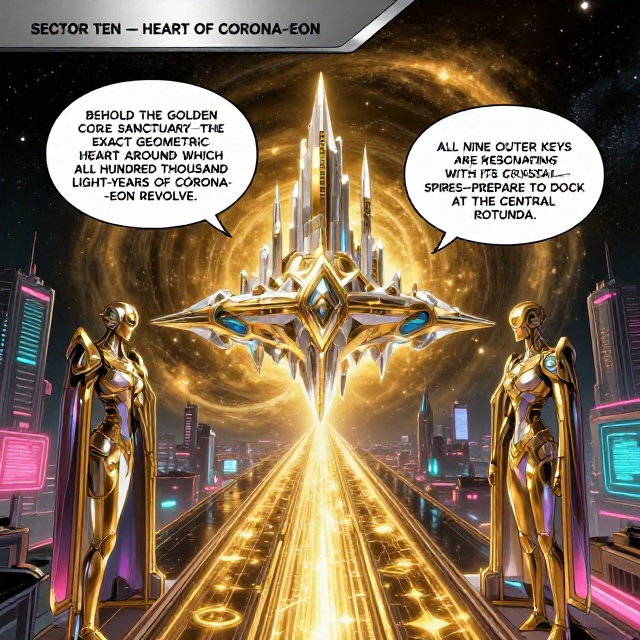 SECTOR TEN — HEART OF CORONA-EON
BEHOLD THE GOLDEN
CORE SANCTUARY—THE
EXACT GEOMETRIC
HEART AROUND WHICH
ALL HUNDRED THOUSAND
LIGHT-YEARS OF CORONA-
-EON REVOLVE.
ALL NINE OUTER KEYS
ARE RESONATING
WITH ITS
SPIRES—PREPARE TO DOCK
AT THE CENTRAL
ROTUNDA.